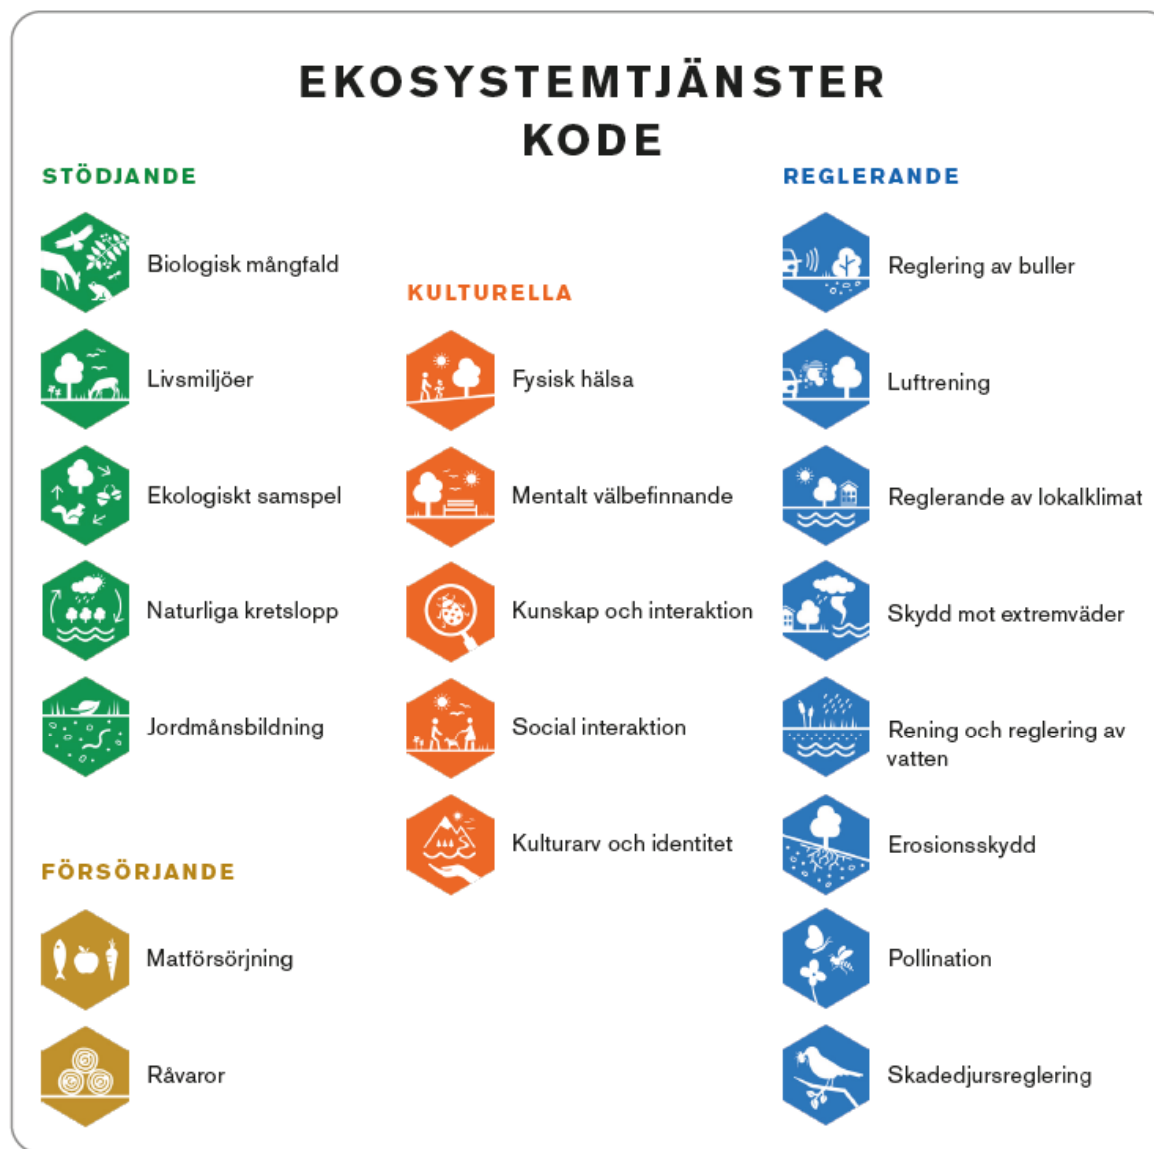 EKOSYSTEMTJÄNSTER
KODE
STÖDJANDE
Biologisk mångfald
Livsmiljöer
Ekologiskt samspel
Naturliga kretslopp
Jordmånsbildning
FÖRSÖRJANDE
Matförsörjning
Råvaror
KULTURELLA
Fysisk hälsa
Mentalt välbefinnande
Kunskap och interaktion
Social interaktion
Kulturarv och identitet
REGLERANDE
Reglering av buller
Luftrening
Reglerande av lokalklimat
Skydd mot extremväder
Rening och reglering av
vatten
Erosionsskydd
Pollination
Skadedjursreglering